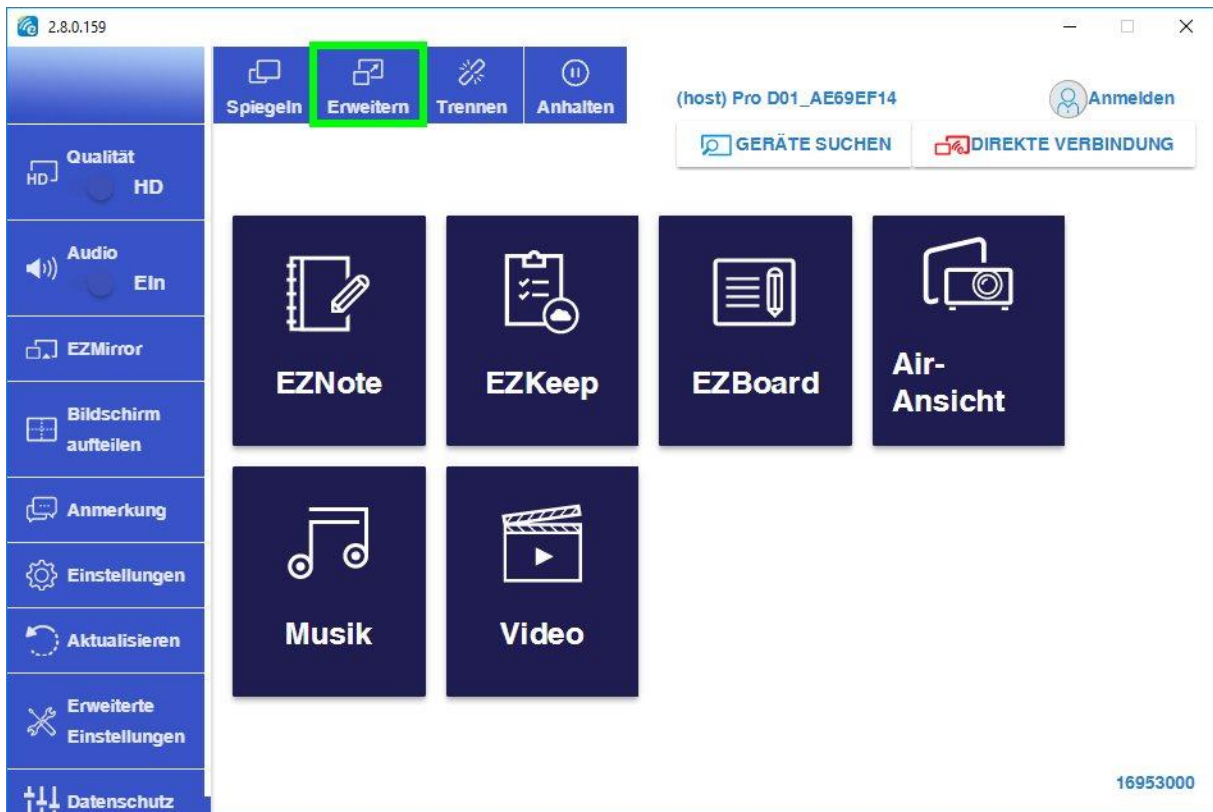 2.8.0.159
Spiegeln
Erweitern
Trennen
Anhalten
(host) Pro D01_AE69EF14
Anmelden
GERÄTE SUCHEN
DIREKTE VERBINDUNG
Qualität
HD
HD
Audio
EIn
EZMirror
Bildschirm
aufteilen
Anmerkung
Einstellungen
Aktualisieren
Erweiterte
Einstellungen
Datenschutz
EZNote
EZKeep
EZBoard
Air-
Ansicht
Musik
Video
16953000